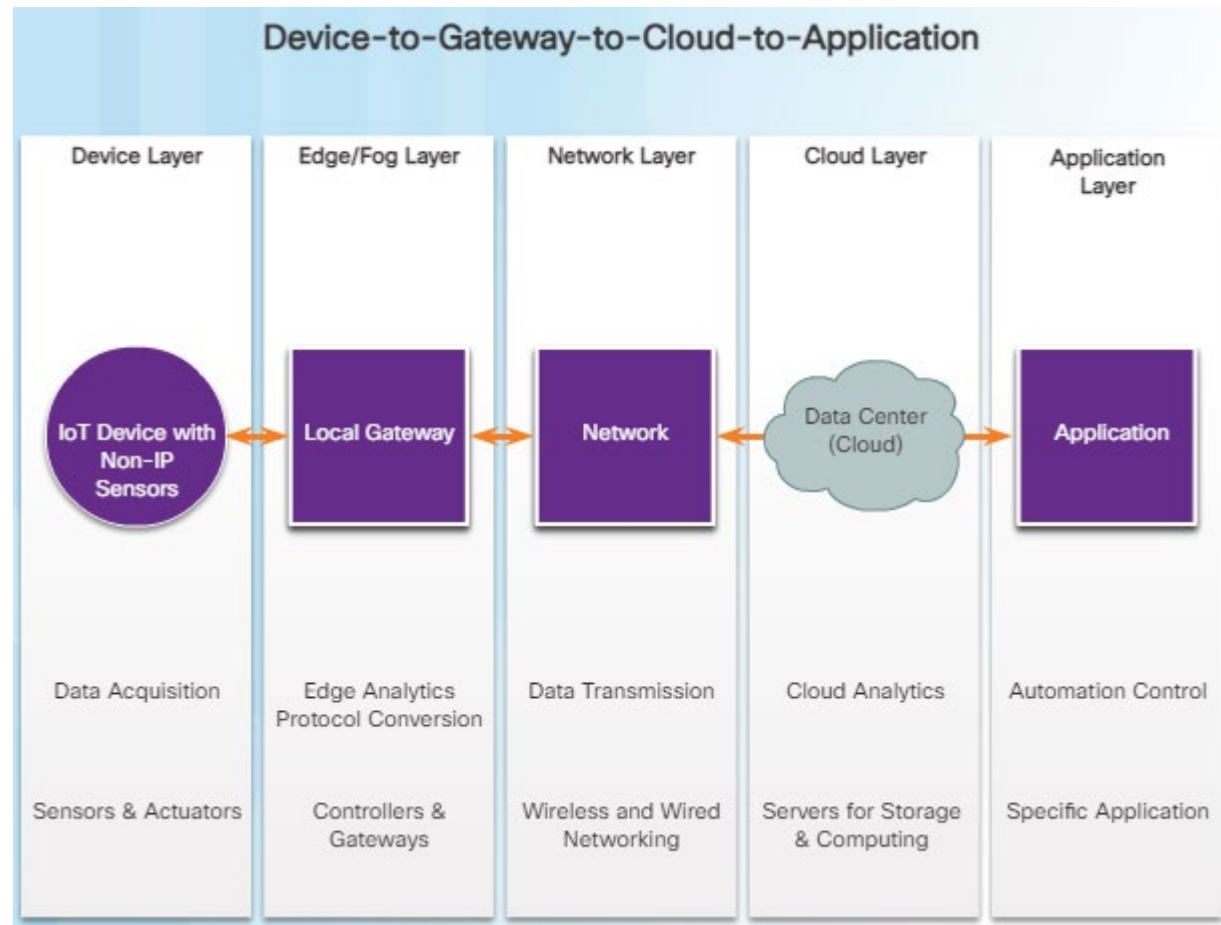 Device-to-Gateway-to-Cloud-to-Application
Device Layer
IoT Device with
Non-IP
Sensors
Data Acquisition
Sensors & Actuators
Edge/Fog Layer
Local Gateway
Edge Analytics
Protocol Conversion
Controllers &
Gateways
Network Layer
Network
Data Transmission
Wireless and Wired
Networking
Cloud Layer
Data Center
(Cloud)
Cloud Analytics
Servers for Storage
& Computing
Application
Layer
Application
Automation Control
Specific Application